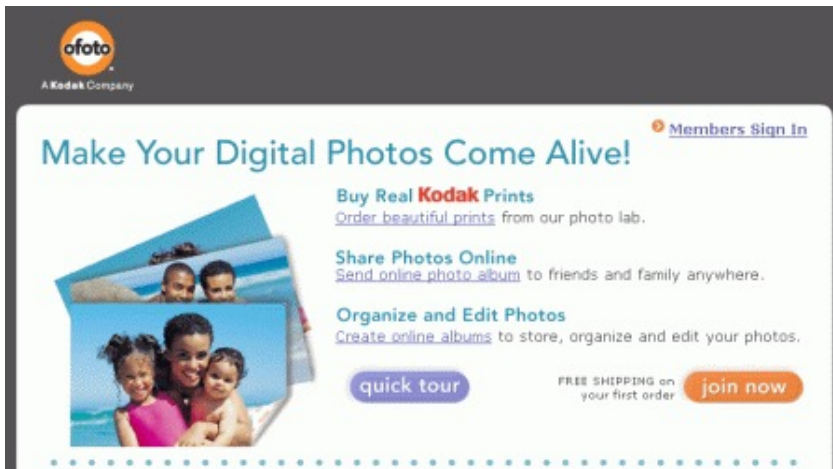 ofoto
A Kodak Company
Members Sign In
Make Your Digital Photos Come Alive!
Buy Real Kodak Prints
Order beautiful prints from our photo lab.
Share Photos Online
Send online photo album to friends and family anywhere.
Organize and Edit Photos
Create online albums to store, organize and edit your photos.
quick tour
FREE SHIPPING on
your first order
join now